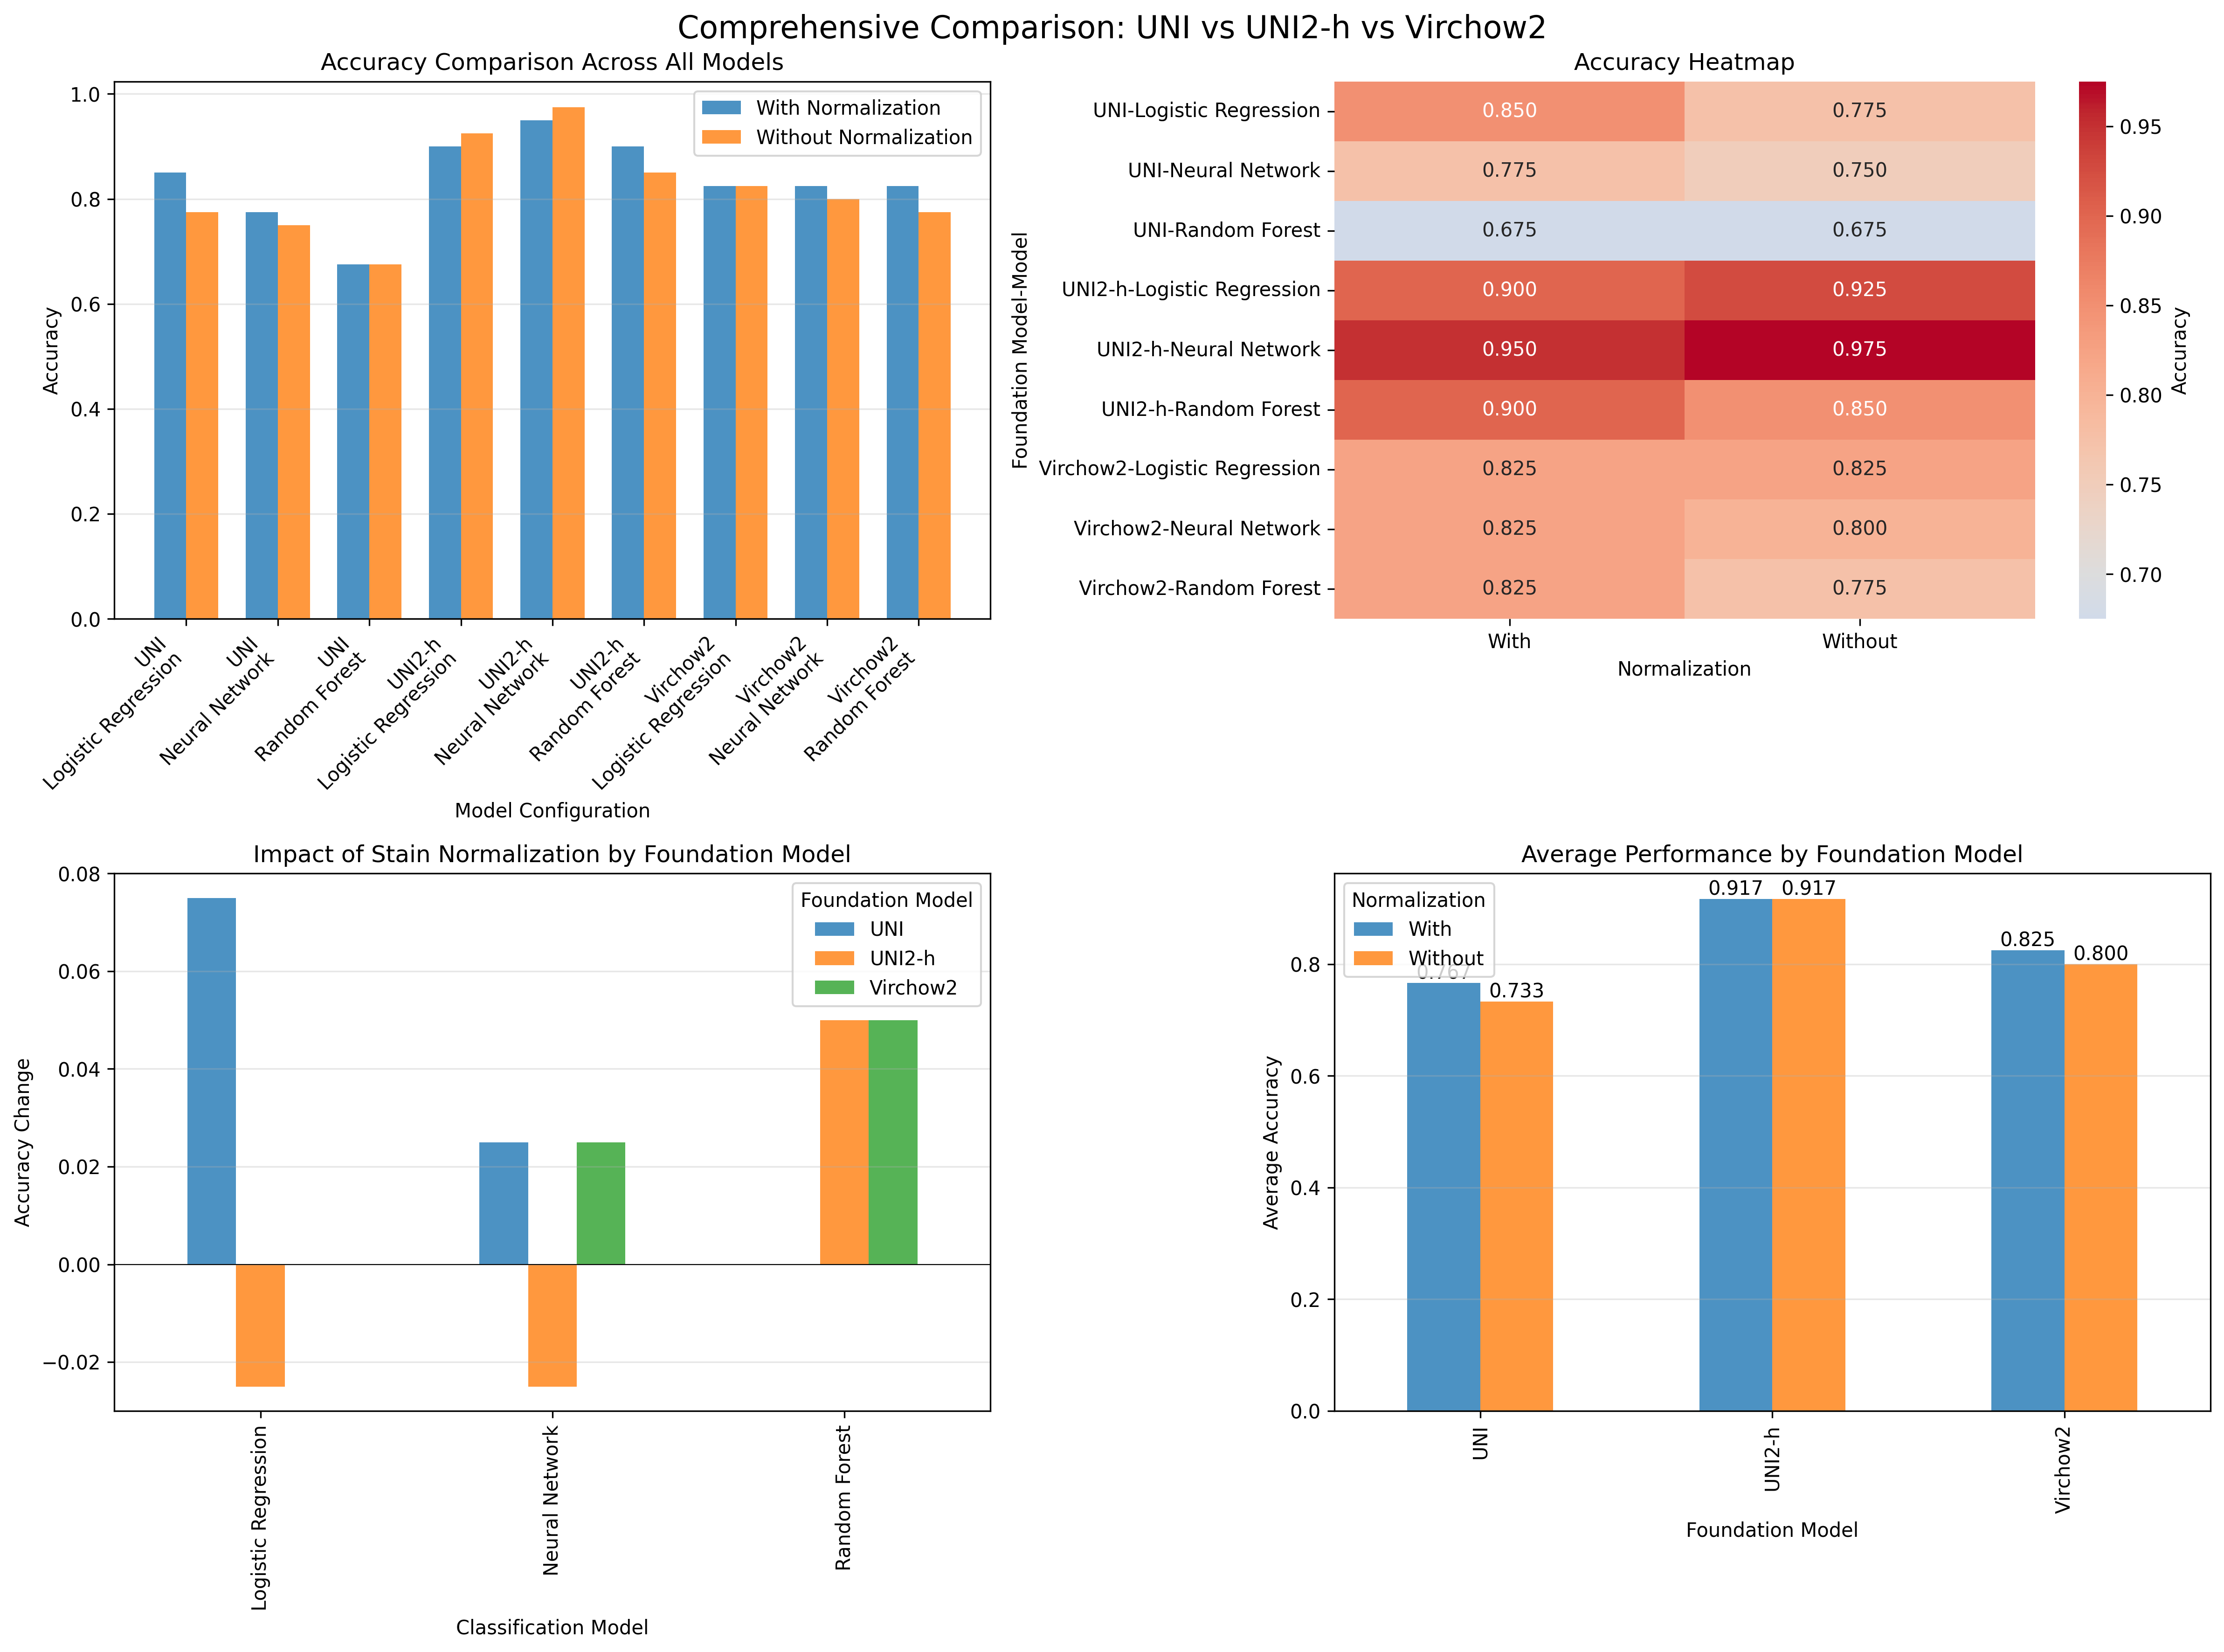 Comprehensive Comparison: UNI vs UNI2-h vs Virchow2
Accuracy Comparison Across All Models
Accuracy
1.0
0.8
0.6
0.4
0.2
0.0
With Normalization
Without Normalization
UNI
Logistic Regression
UNI
Neural Network
UNI
Random Forest
UNI2-h
Logistic Regression
UNI2-h
Neural Network
UNI2-h
Random Forest
Virchow2
Logistic Regression
Virchow2
Neural Network
Virchow2
Random Forest
Model Configuration
Accuracy Heatmap
Foundation Model-Model
UNI-Logistic Regression 0.850 0.775
UNI-Neural Network 0.775 0.750
UNI-Random Forest 0.675 0.675
UNI2-h-Logistic Regression 0.900 0.925
UNI2-h-Neural Network 0.950 0.975
UNI2-h-Random Forest 0.900 0.850
Virchow2-Logistic Regression 0.825 0.825
Virchow2-Neural Network 0.825 0.800
Virchow2-Random Forest 0.825 0.775
With Without
Normalization
0.95
0.90
0.85
0.80
0.75
0.70
Accuracy
Impact of Stain Normalization by Foundation Model
Accuracy Change
0.08
0.06
0.04
0.02
0.00
−0.02
Foundation Model
UNI
UNI2-h
Virchow2
Logistic Regression
Neural Network
Random Forest
Classification Model
Average Performance by Foundation Model
Average Accuracy
0.8
0.6
0.4
0.2
0.0
Normalization
With
Without
0.767 0.733
0.917 0.917
0.825 0.800
UNI
UNI2-h
Virchow2
Foundation Model